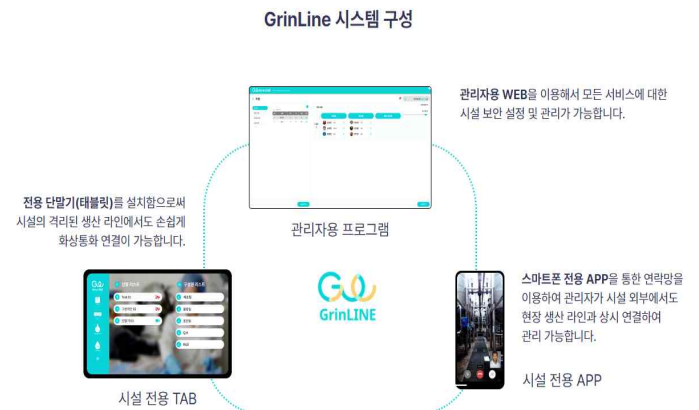 GrinLine 시스템 구성
관리자용 WEB을 이용해서 모든 서비스에 대한
시설 보안 설정 및 관리가 가능합니다.
전용 단말기(태블릿)를 설치함으로써
시설의 격리된 생산 라인에서도 손쉽게
화상통화 연결이 가능합니다.
관리자용 프로그램
GrinLINE
스마트폰 전용 APP을 통한 연락망을
이용하여 관리자가 시설 외부에서도
현장 생산 라인과 상시 연결하여
관리 가능합니다.
시설 전용 TAB
시설 전용 APP